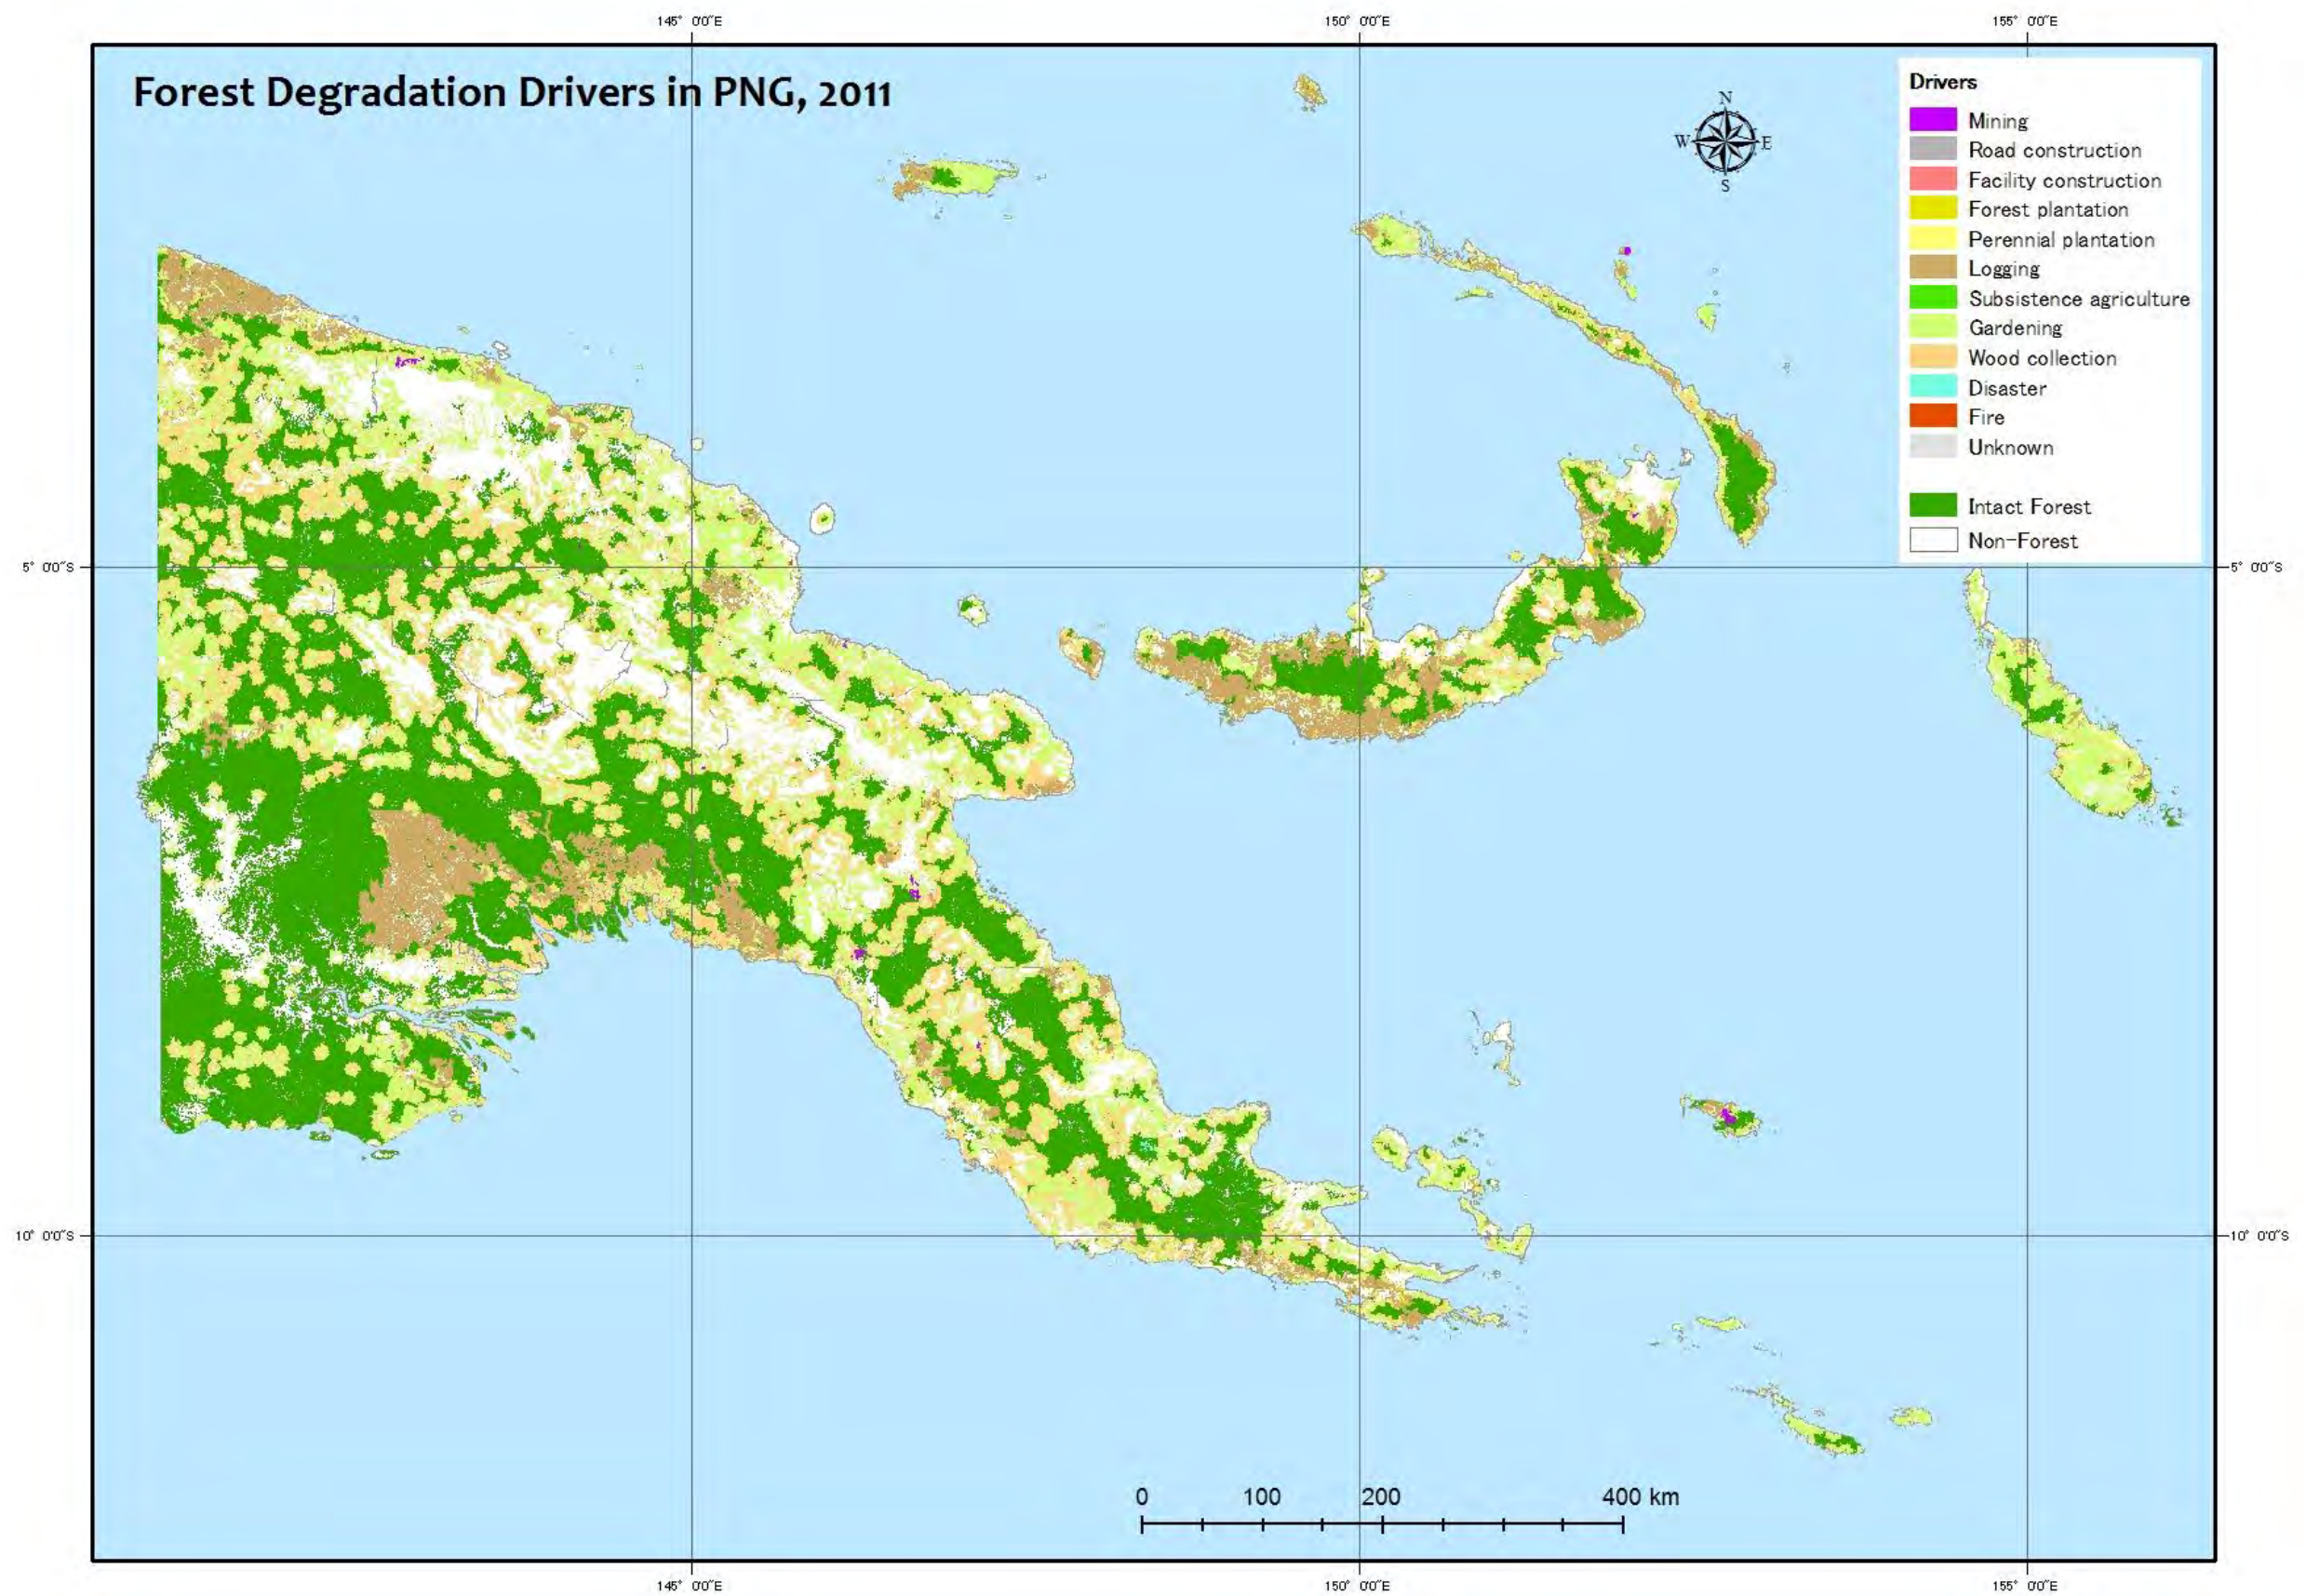 145° 0'0"E 150° 0'0"E 155° 0'0"E
Forest Degradation Drivers in PNG, 2011
N
W E
S
Drivers
Mining
Road construction
Facility construction
Forest plantation
Perennial plantation
Logging
Subsistence agriculture
Gardening
Wood collection
Disaster
Fire
Unknown
Intact Forest
Non-Forest
5° 0'0"S 5° 0'0"S
10° 0'0"S 10° 0'0"S
0 100 200 400 km
145° 0'0"E 150° 0'0"E 155° 0'0"E